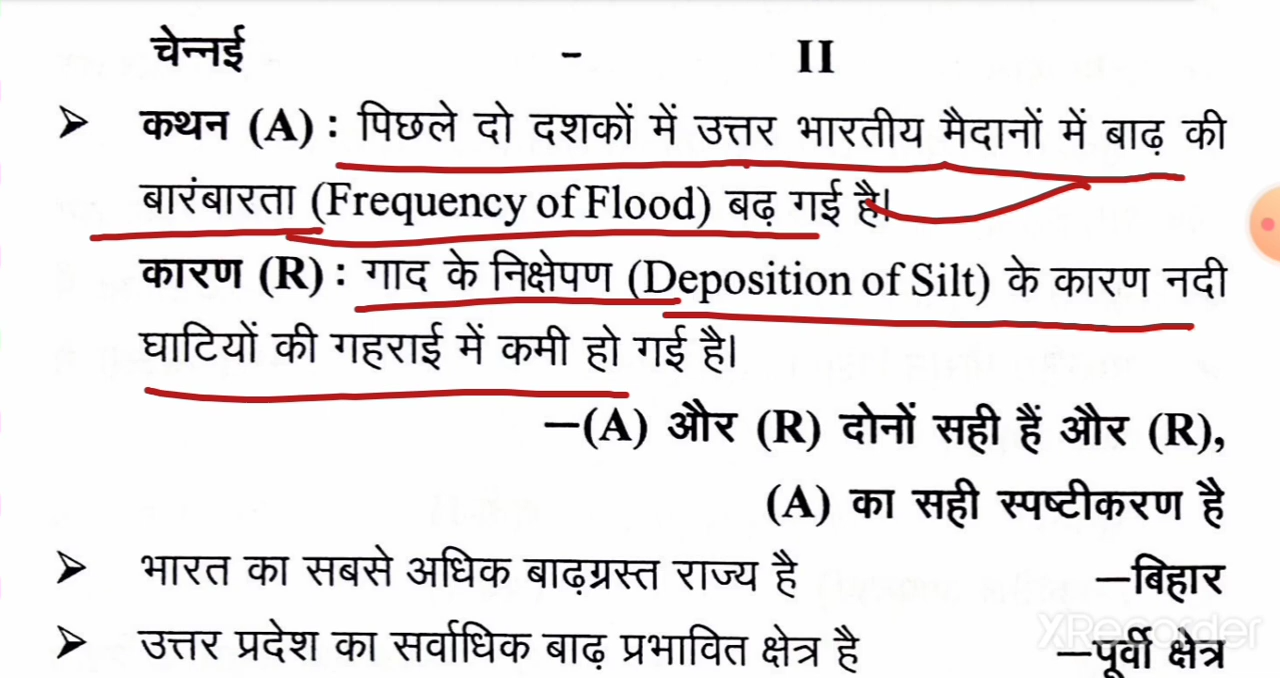 चेन्नई - II
➢ कथन (A) : पिछले दो दशकों में उत्तर भारतीय मैदानों में बाढ़ की
बारंबारता (Frequency of Flood) बढ़ गई है।
कारण (R) : गाद के निक्षेपण (Deposition of Silt) के कारण नदी
घाटियों की गहराई में कमी हो गई है।
–(A) और (R) दोनों सही हैं और (R),
(A) का सही स्पष्टीकरण है
➢ भारत का सबसे अधिक बाढ़ग्रस्त राज्य है –बिहार
➢ उत्तर प्रदेश का सर्वाधिक बाढ़ प्रभावित क्षेत्र है –पूर्वी क्षेत्र
XRecorder